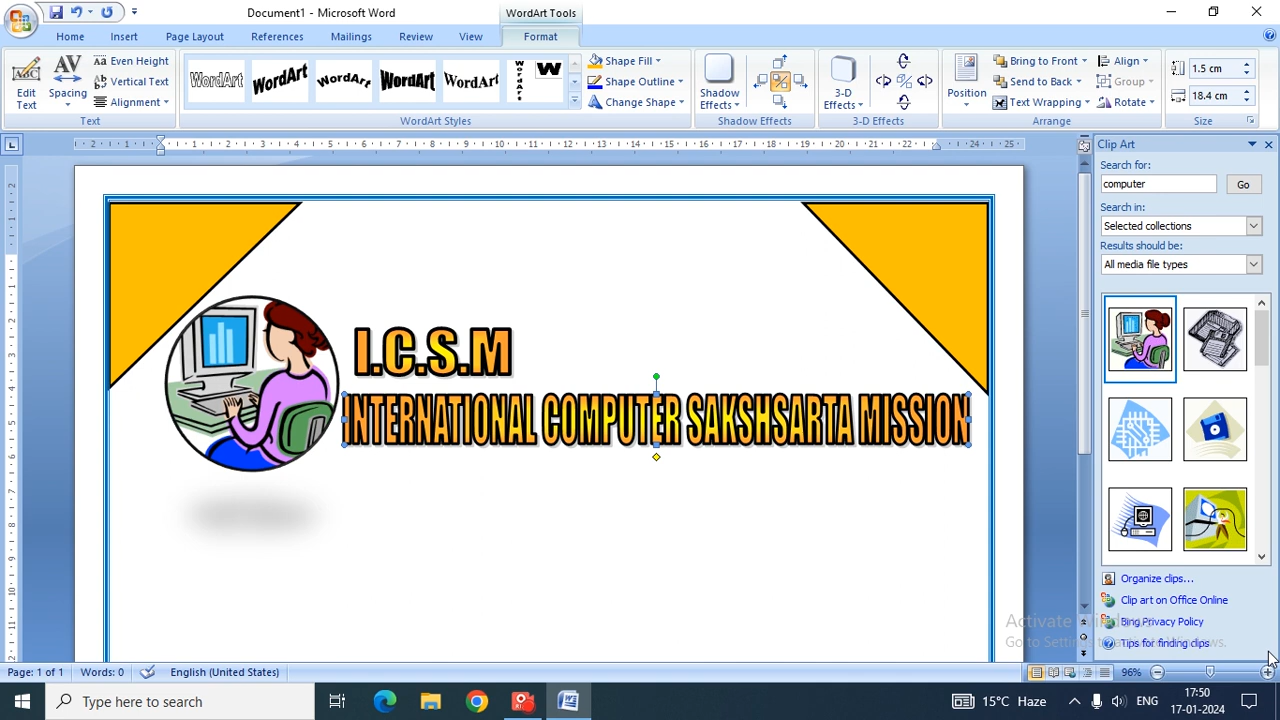 Document1 - Microsoft Word
WordArt Tools
Home
Insert
Page Layout
References
Mailings
Review
View
Format
Edit Text
Spacing
Even Height
Vertical Text
Alignment
Text
WordArt
WordArt
WordArt
WordArt
WordArt
WordArt
W
Shape Fill
Shape Outline
Change Shape
WordArt Styles
Shadow Effects
Shadow Effects
3-D Effects
3-D Effects
Position
Bring to Front
Send to Back
Text Wrapping
Align
Group
Rotate
Arrange
1.5 cm
18.4 cm
Size
Clip Art
Search for:
computer
Go
Search in:
Selected collections
Results should be:
All media file types
I.C.S.M
INTERNATIONAL COMPUTER SAKSHSARTA MISSION
Organize clips...
Clip art on Office Online
Bing Privacy Policy
Tips for finding clips
Page: 1 of 1
Words: 0
English (United States)
96%
Type here to search
15°C Haze
ENG
17:50
17-01-2024